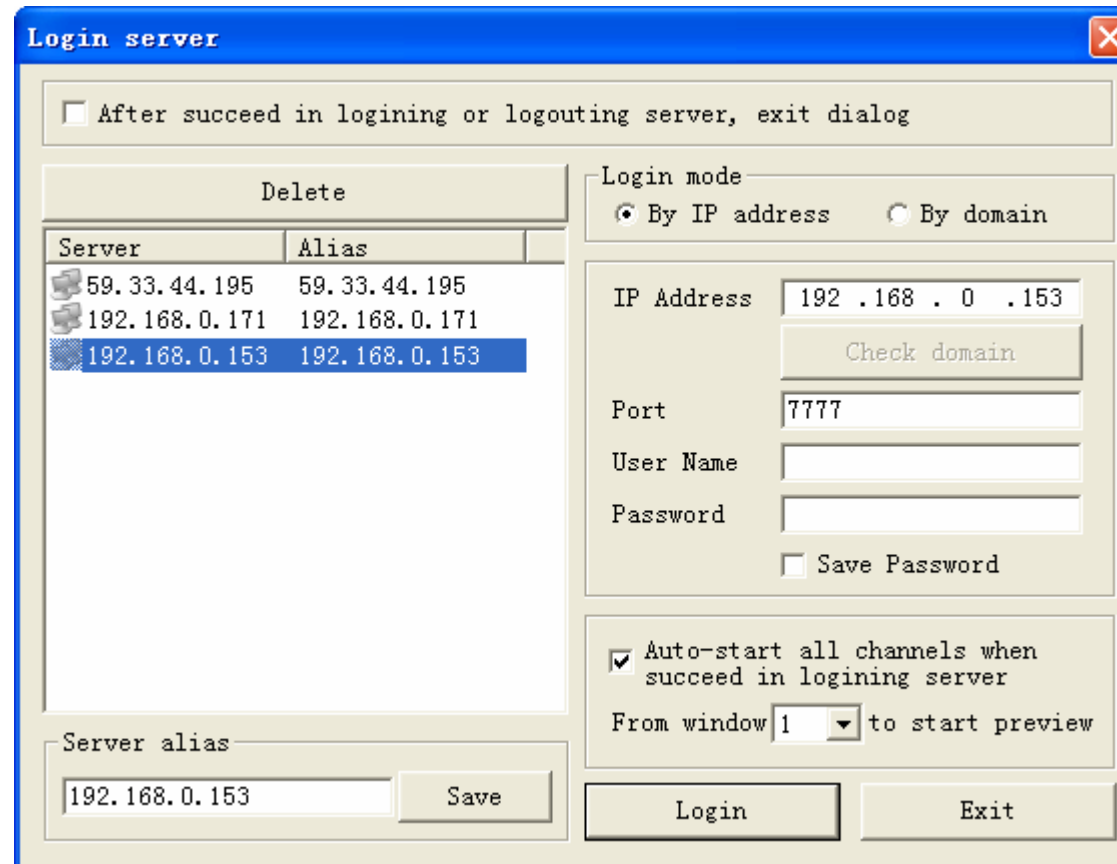 Login server
After succeed in logining or logouting server, exit dialog
Delete
Server Alias
59.33.44.195 59.33.44.195
192.168.0.171 192.168.0.171
192.168.0.153 192.168.0.153
Server alias
192.168.0.153 Save
Login mode
By IP address By domain
IP Address 192 .168 . 0 .153
Check domain
Port 7777
User Name
Password
Save Password
Auto-start all channels when
succeed in logining server
From window 1 to start preview
Login Exit